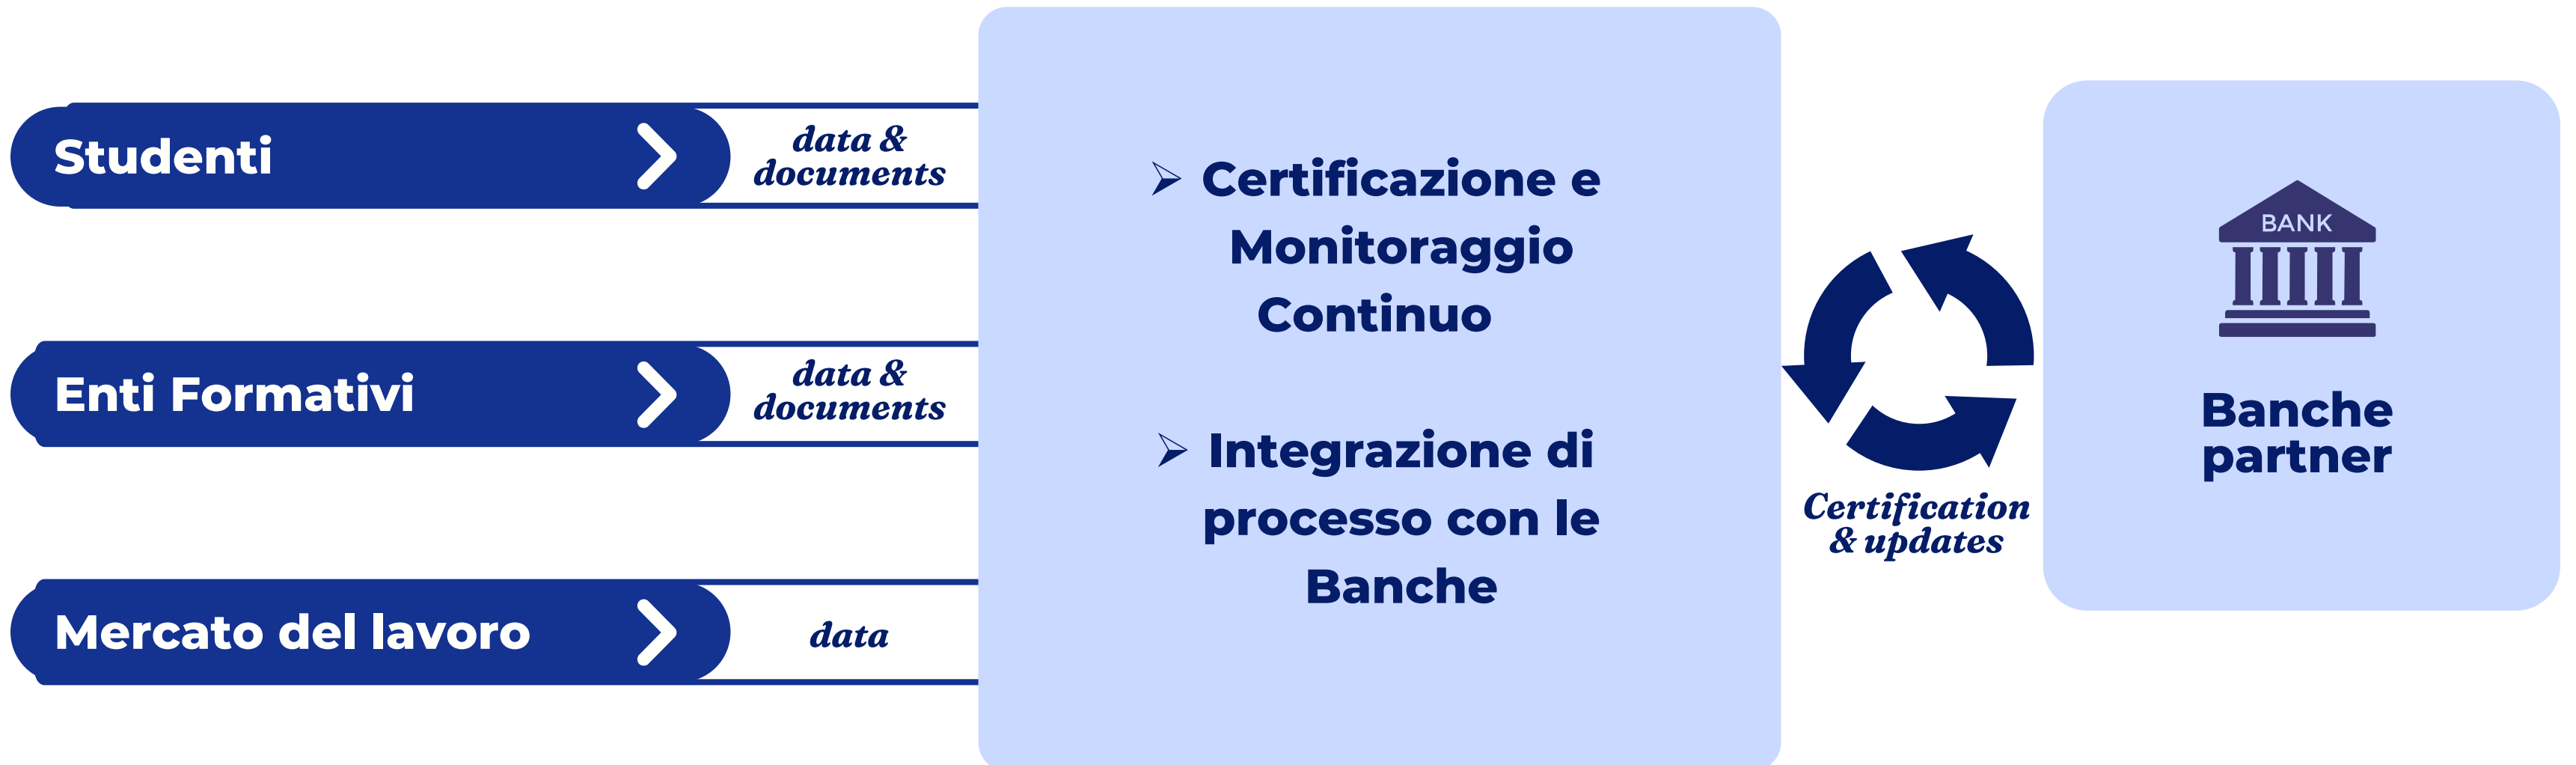 Studenti
data &
documents
Enti Formativi
data &
documents
Mercato del lavoro
data
➢ Certificazione e
Monitoraggio
Continuo
➢ Integrazione di
processo con le
Banche
Certification
& updates
BANK
Banche
partner